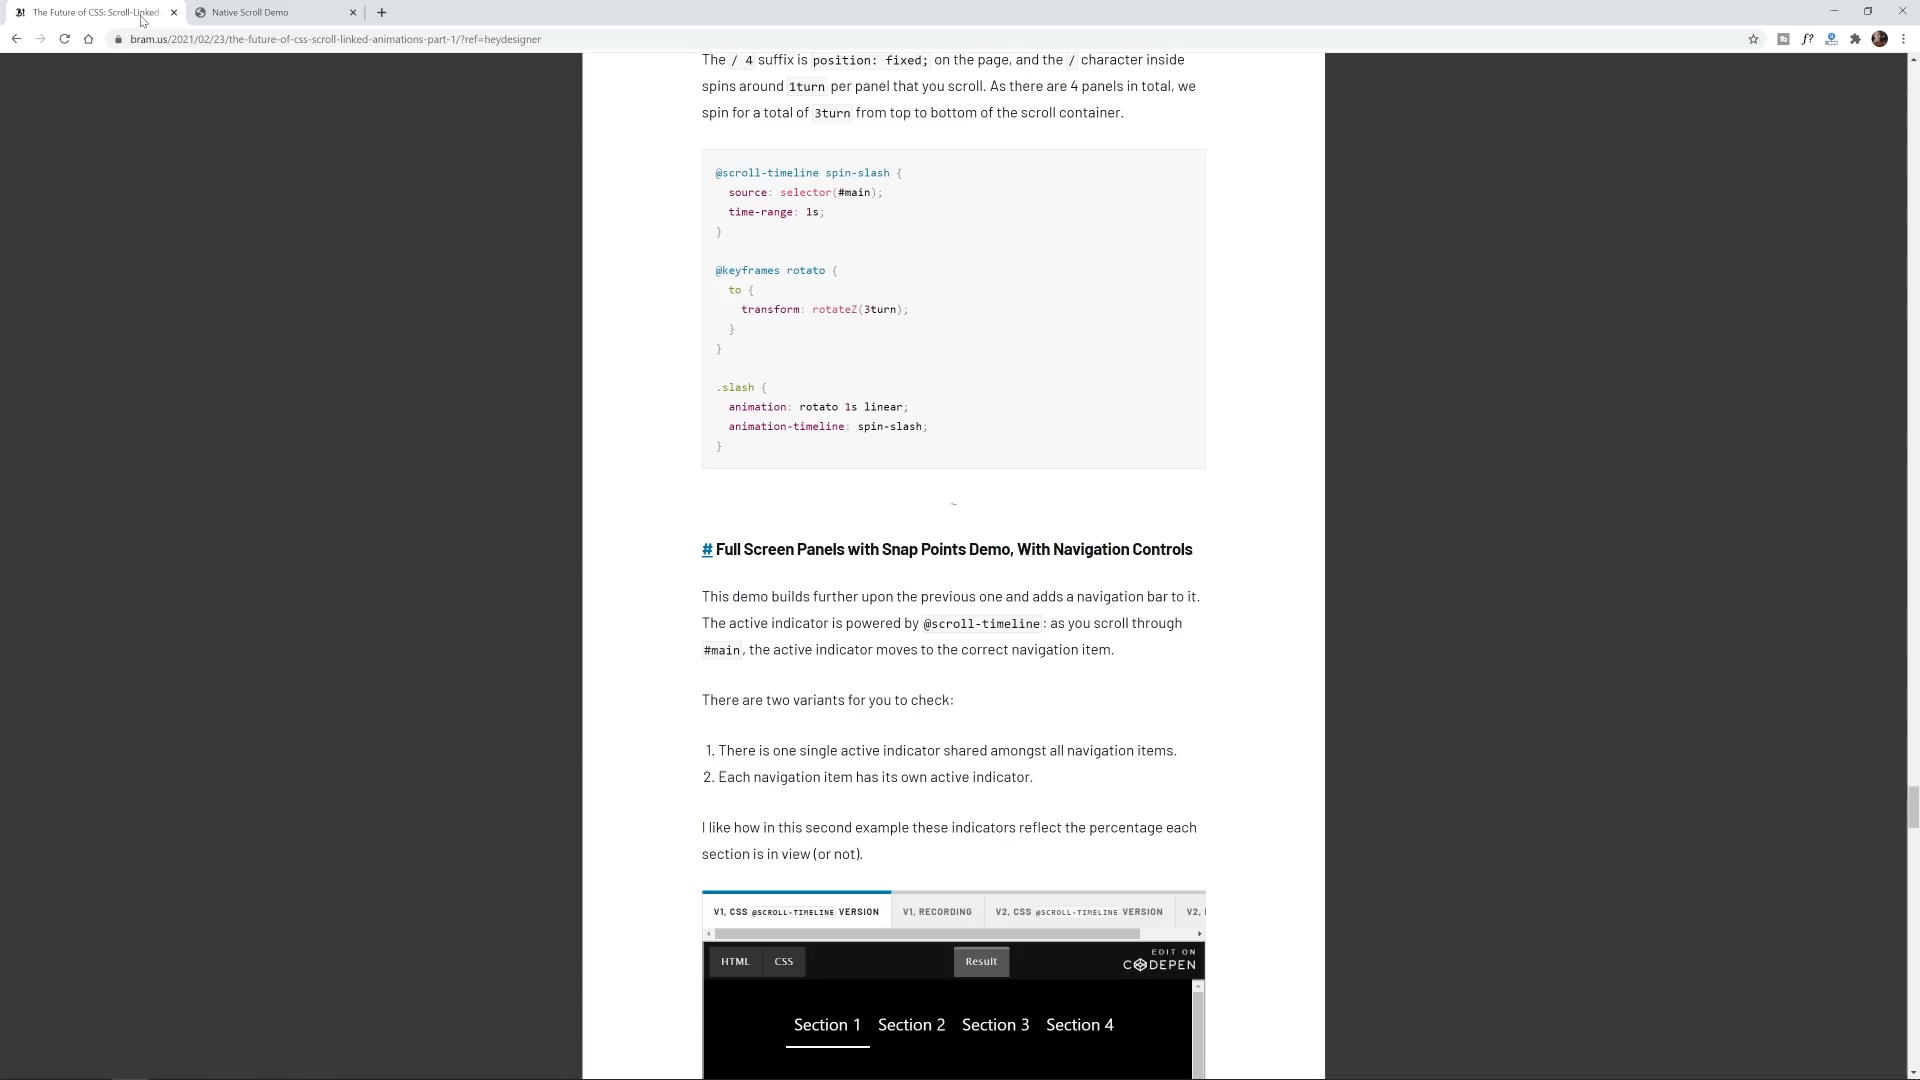 The Future of CSS: Scroll-Linked
Native Scroll Demo
bram.us/2021/02/23/the-future-of-css-scroll-linked-animations-part-1/?ref=heydesigner
The / 4 suffix is position: fixed; on the page, and the / character inside
spins around 1turn per panel that you scroll. As there are 4 panels in total, we
spin for a total of 3turn from top to bottom of the scroll container.
@scroll-timeline spin-slash {
source: selector(#main);
time-range: 1s;
}
@keyframes rotato {
to {
transform: rotateZ(3turn);
}
}
.slash {
animation: rotato 1s linear;
animation-timeline: spin-slash;
}
~
# Full Screen Panels with Snap Points Demo, With Navigation Controls
This demo builds further upon the previous one and adds a navigation bar to it.
The active indicator is powered by @scroll-timeline: as you scroll through
#main, the active indicator moves to the correct navigation item.
There are two variants for you to check:
1. There is one single active indicator shared amongst all navigation items.
2. Each navigation item has its own active indicator.
I like how in this second example these indicators reflect the percentage each
section is in view (or not).
V1, CSS @SCROLL-TIMELINE VERSION
V1, RECORDING
V2, CSS @SCROLL-TIMELINE VERSION
V2,
HTML
CSS
Result
EDIT ON
CODEPEN
Section 1
Section 2
Section 3
Section 4